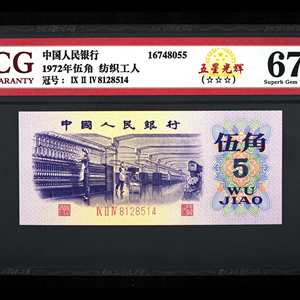 CG
ARANTY
中国人民银行
1972年伍角 纺织工人
冠号：IX II IV 8128514
16748055
五星光辉
(☆☆☆)
67
Superb Gem
中国人民银行
伍角
5
WU
JIAO
IX II IV 8128514